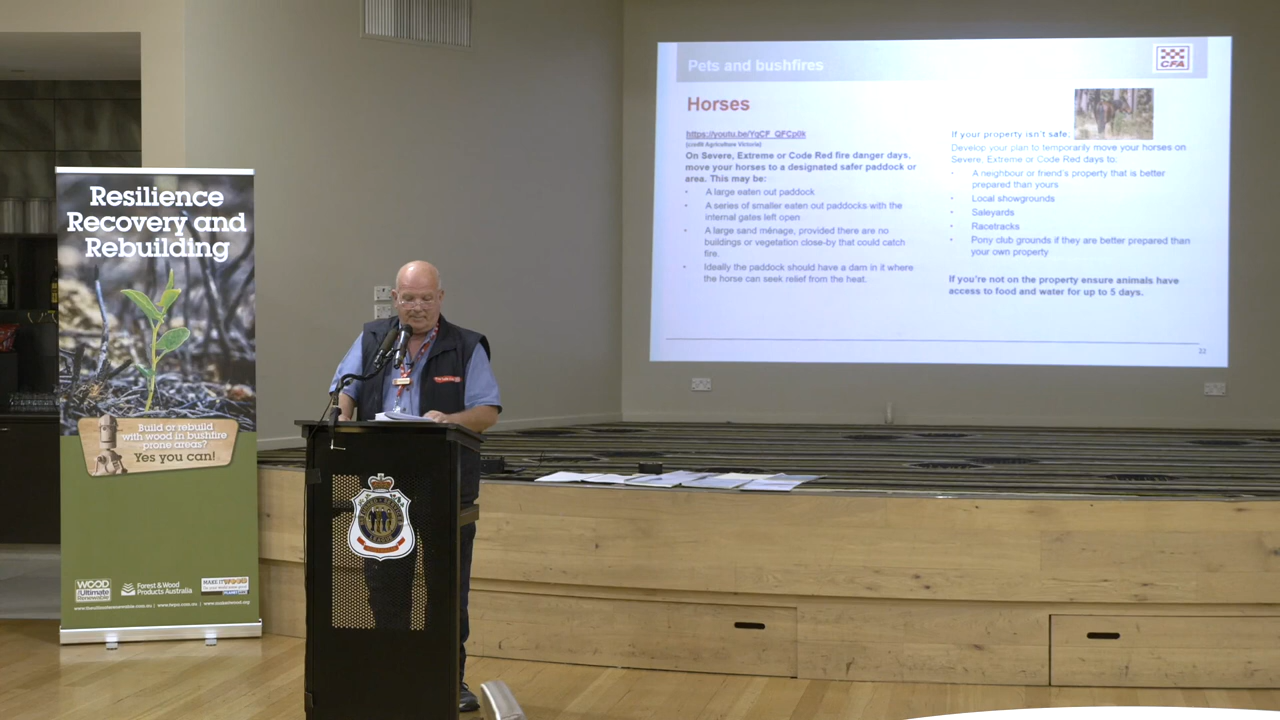 Resilience
Recovery and
Rebuilding
Build or rebuild
with wood in bushfire
prone areas?
Yes you can!
WOOD
Ultimate
Renewable
Forest & Wood
Products Australia
MAKE IT WOOD
Pets and bushfires
CFA
Horses
(credit Agriculture Victoria)
On Severe, Extreme or Code Red fire danger days,
move your horses to a designated safer paddock or
area. This may be:
• A large eaten out paddock
• A series of smaller eaten out paddocks with the
internal gates left open
• A large sand ménage, provided there are no
buildings or vegetation close-by that could catch
fire.
• Ideally the paddock should have a dam in it where
the horse can seek relief from the heat.
If your property isn't safe:
Develop your plan to temporarily move your horses on
Severe, Extreme or Code Red days to:
• A neighbour or friend's property that is better
prepared than yours
• Local showgrounds
• Saleyards
• Racetracks
• Pony club grounds if they are better prepared than
your own property
If you're not on the property ensure animals have
access to food and water for up to 5 days.